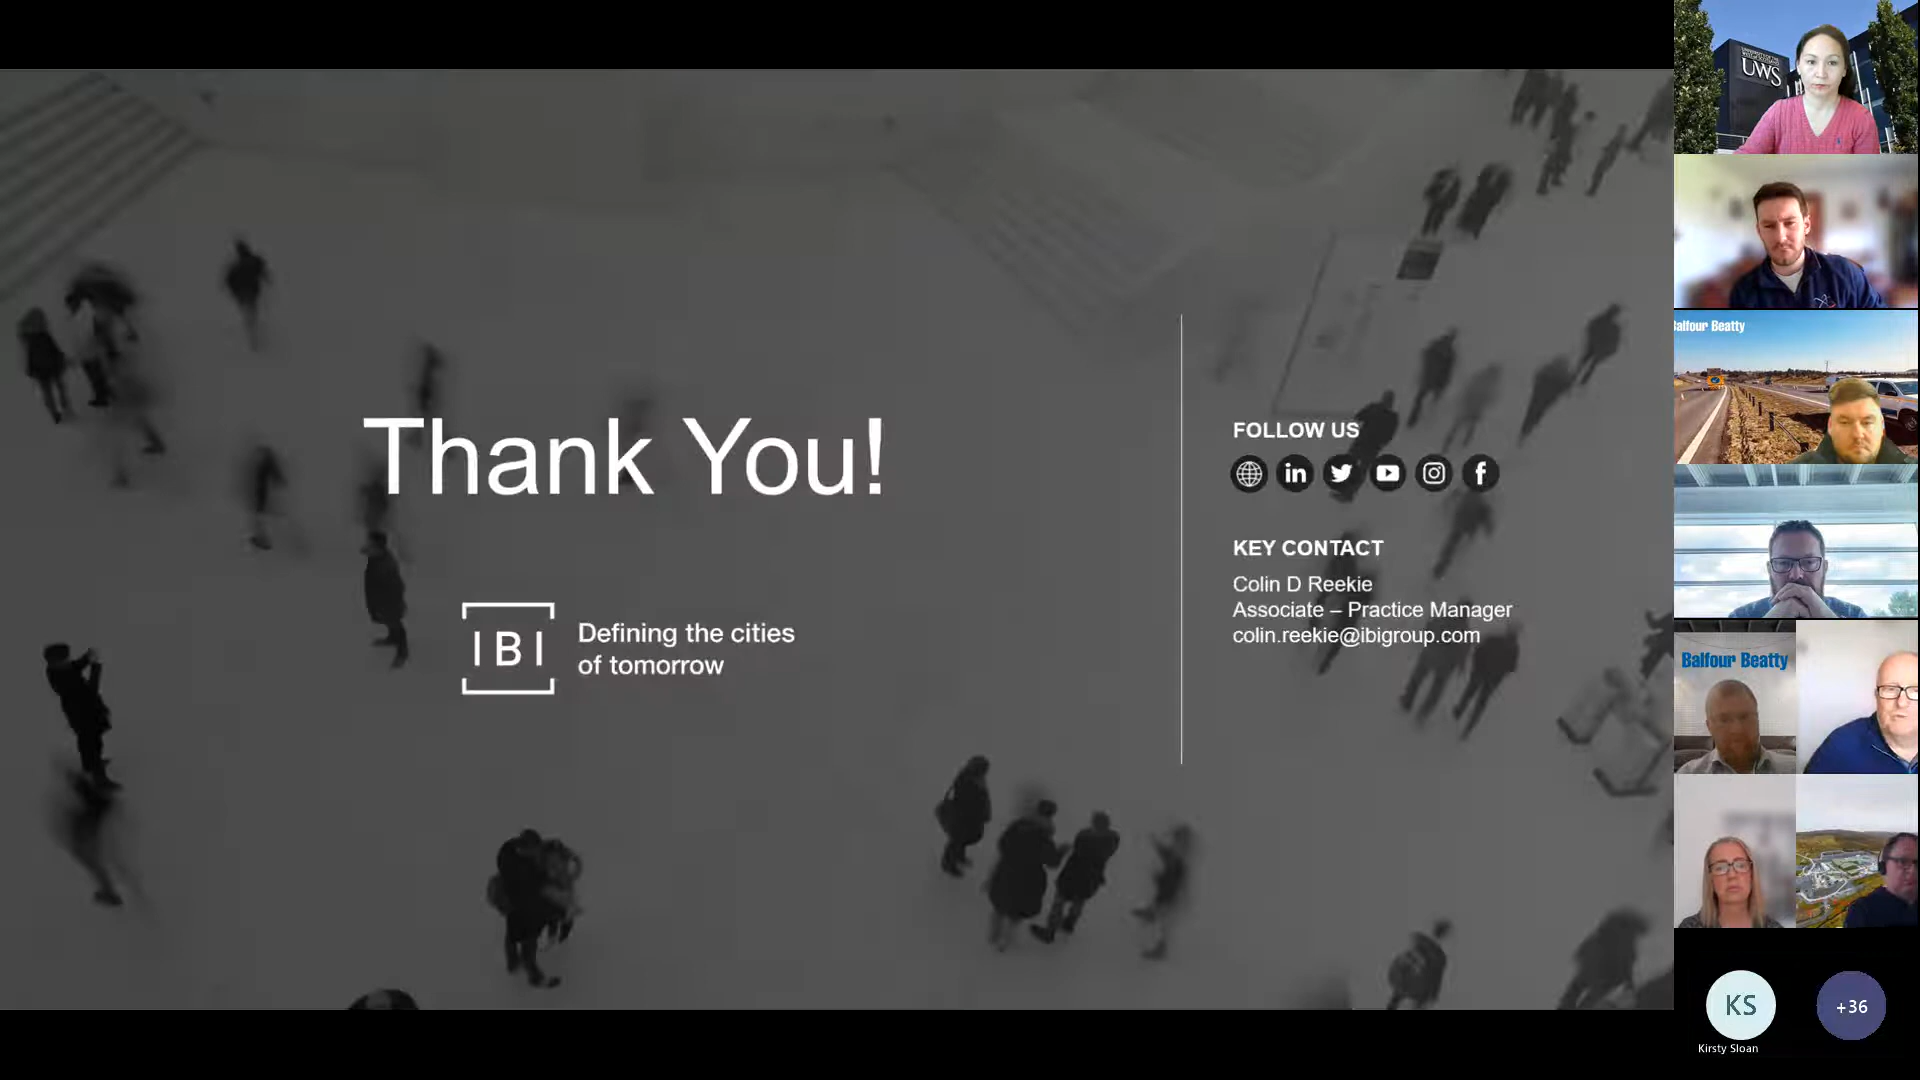 Thank You!
IBI
Defining the cities
of tomorrow
FOLLOW US
KEY CONTACT
Colin D Reekie
Associate – Practice Manager
colin.reekie@ibigroup.com
UWS
Balfour Beatty
Balfour Beatty
KS
Kirsty Sloan
+36